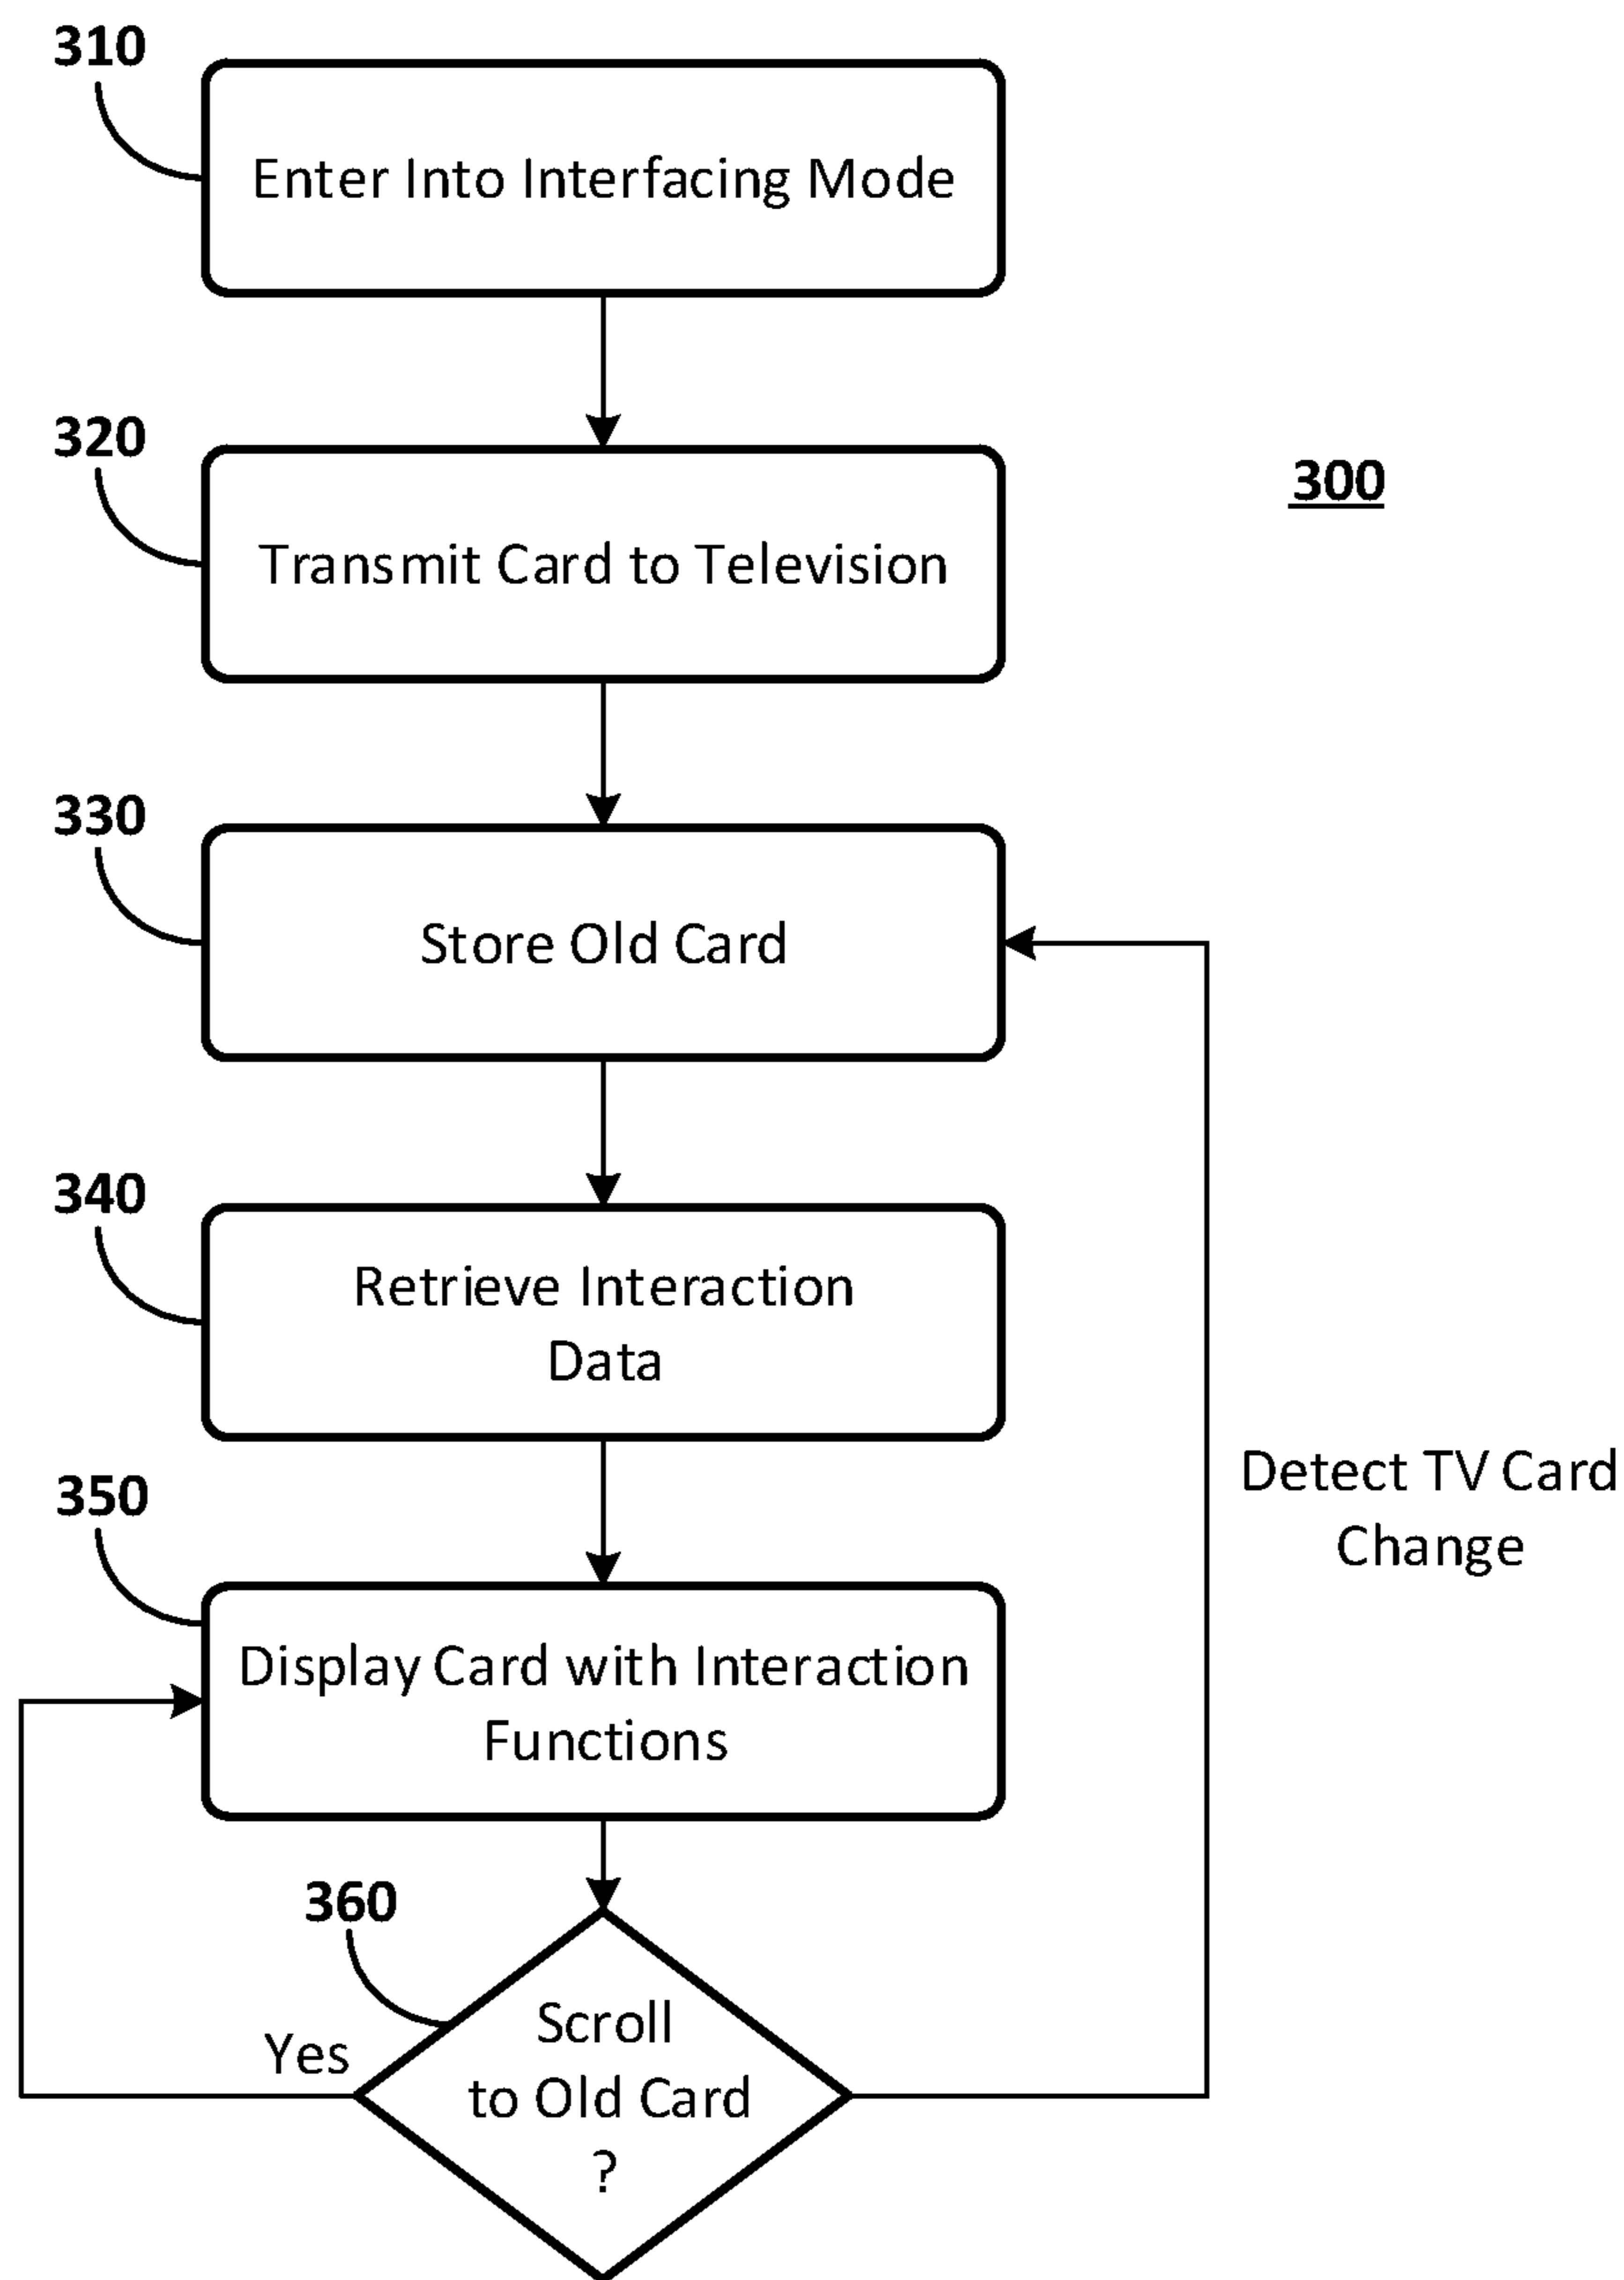 310
Enter Into Interfacing Mode
320
Transmit Card to Television
300
330
Store Old Card
340
Retrieve Interaction
Data
Detect TV Card
Change
350
Display Card with Interaction
Functions
360
Yes
Scroll
to Old Card
?